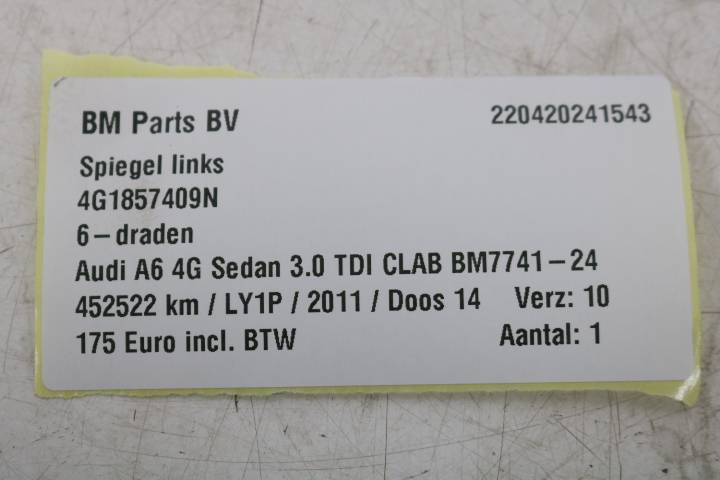 BM Parts BV 220420241543
Spiegel links
4G1857409N
6-draden
Audi A6 4G Sedan 3.0 TDI CLAB BM7741-24
452522 km / LY1P / 2011 / Doos 14 Verz: 10
175 Euro incl. BTW Aantal: 1